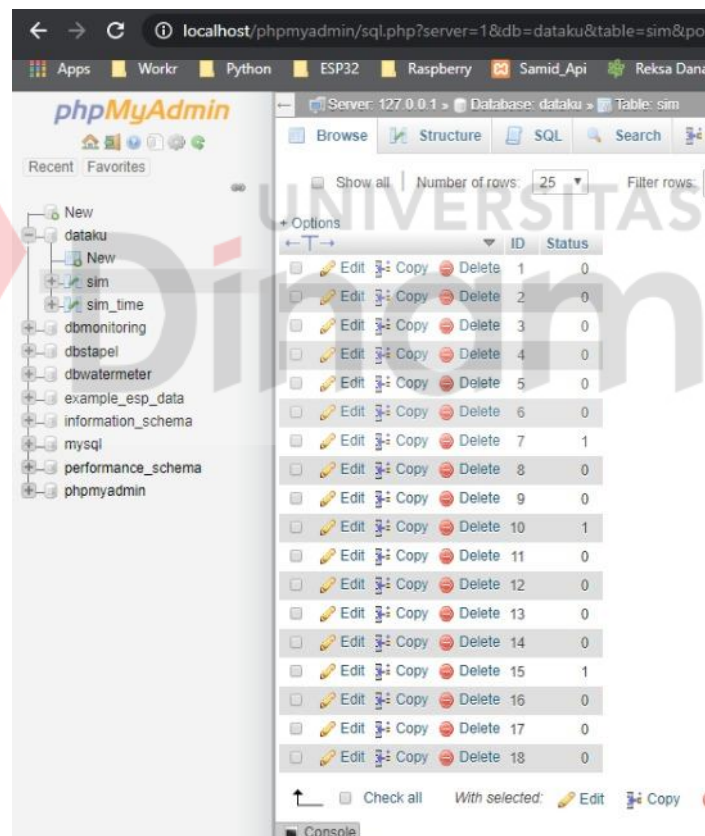 localhost/phpmyadmin/sql.php?server=1&db=dataku&table=sim&po
Apps Workr Python ESP32 Raspberry Samid_Api Reksa Dana
phpMyAdmin
Recent Favorites
New
dataku
New
sim
sim_time
dbmonitoring
dbstapel
dbwatermeter
example_esp_data
information_schema
mysql
performance_schema
phpmyadmin
Server: 127.0.0.1 » Database: dataku » Table: sim
Browse Structure SQL Search
Show all | Number of rows: 25 Filter rows:
UNIVERSITAS
Dinam
+ Options
ID Status
Edit Copy Delete 1 0
Edit Copy Delete 2 0
Edit Copy Delete 3 0
Edit Copy Delete 4 0
Edit Copy Delete 5 0
Edit Copy Delete 6 0
Edit Copy Delete 7 1
Edit Copy Delete 8 0
Edit Copy Delete 9 0
Edit Copy Delete 10 1
Edit Copy Delete 11 0
Edit Copy Delete 12 0
Edit Copy Delete 13 0
Edit Copy Delete 14 0
Edit Copy Delete 15 1
Edit Copy Delete 16 0
Edit Copy Delete 17 0
Edit Copy Delete 18 0
Check all With selected: Edit Copy
Console